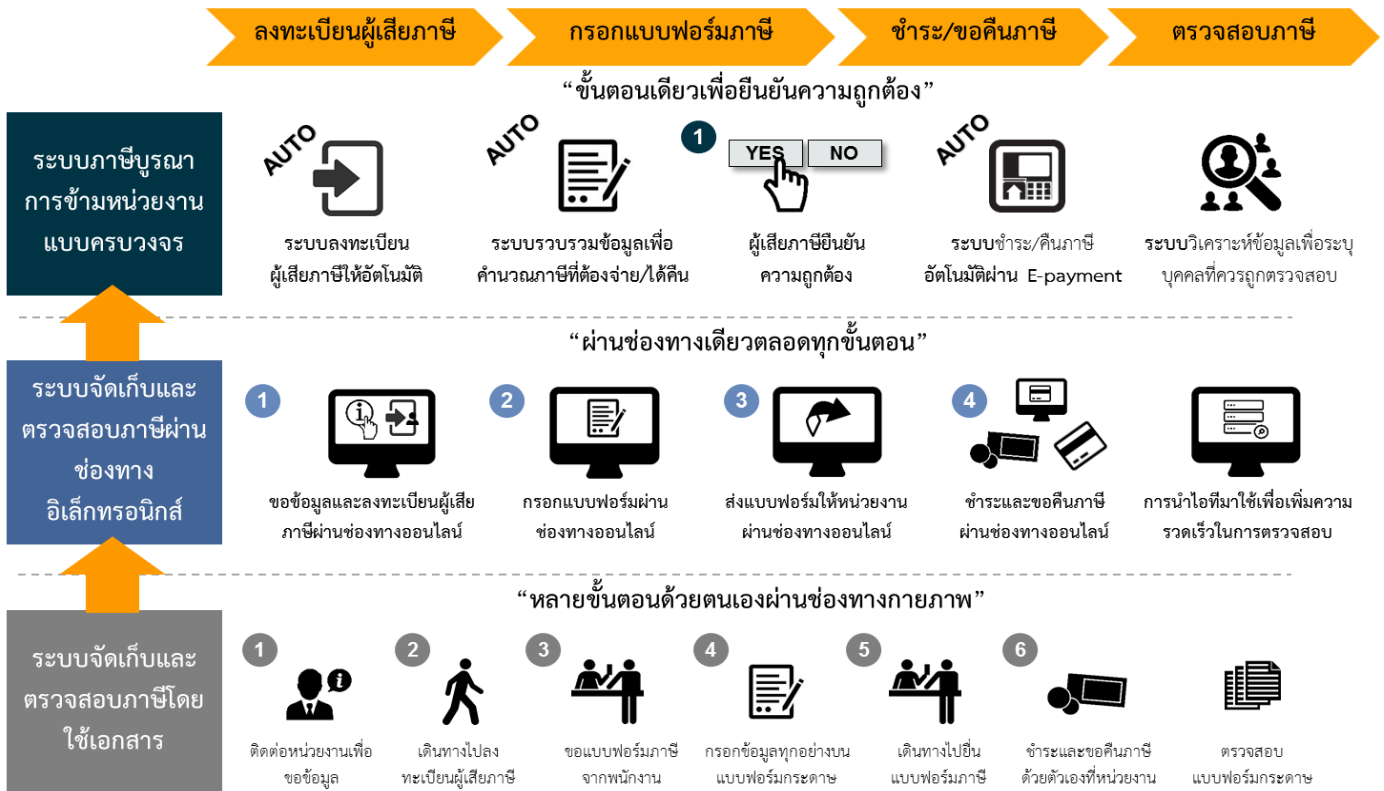 ลงทะเบียนผู้เสียภาษี
กรอกแบบฟอร์มภาษี
ชำระ/ขอคืนภาษี
ตรวจสอบภาษี
“ขั้นตอนเดียวเพื่อยืนยันความถูกต้อง”
ระบบภาษีบูรณา
การข้ามหน่วยงาน
แบบครบวงจร
AUTO
ระบบลงทะเบียน
ผู้เสียภาษีให้อัตโนมัติ
AUTO
ระบบรวบรวมข้อมูลเพื่อ
คำนวณภาษีที่ต้องจ่าย/ได้คืน
1
YES NO
ผู้เสียภาษียืนยัน
ความถูกต้อง
AUTO
ระบบชำระ/คืนภาษี
อัตโนมัติผ่าน E-payment
ระบบวิเคราะห์ข้อมูลเพื่อระบุ
บุคคลที่ควรถูกตรวจสอบ
“ผ่านช่องทางเดียวตลอดทุกขั้นตอน”
ระบบจัดเก็บและ
ตรวจสอบภาษีผ่าน
ช่องทาง
อิเล็กทรอนิกส์
1
ขอข้อมูลและลงทะเบียนผู้เสีย
ภาษีผ่านช่องทางออนไลน์
2
กรอกแบบฟอร์มผ่าน
ช่องทางออนไลน์
3
ส่งแบบฟอร์มให้หน่วยงาน
ผ่านช่องทางออนไลน์
4
ชำระและขอคืนภาษี
ผ่านช่องทางออนไลน์
การนำไอทีมาใช้เพื่อเพิ่มความ
รวดเร็วในการตรวจสอบ
“หลายขั้นตอนด้วยตนเองผ่านช่องทางกายภาพ”
ระบบจัดเก็บและ
ตรวจสอบภาษีโดย
ใช้เอกสาร
1
ติดต่อหน่วยงานเพื่อ
ขอข้อมูล
2
เดินทางไปลง
ทะเบียนผู้เสียภาษี
3
ขอแบบฟอร์มภาษี
จากพนักงาน
4
กรอกข้อมูลทุกอย่างบน
แบบฟอร์มกระดาษ
5
เดินทางไปยื่น
แบบฟอร์มภาษี
6
ชำระและขอคืนภาษี
ด้วยตัวเองที่หน่วยงาน
ตรวจสอบ
แบบฟอร์มกระดาษ